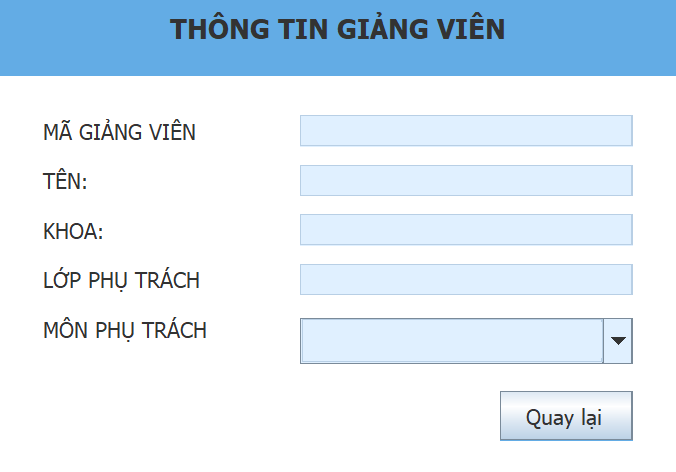 THÔNG TIN GIẢNG VIÊN
MÃ GIẢNG VIÊN
TÊN:
KHOA:
LỚP PHỤ TRÁCH
MÔN PHỤ TRÁCH
Quay lại